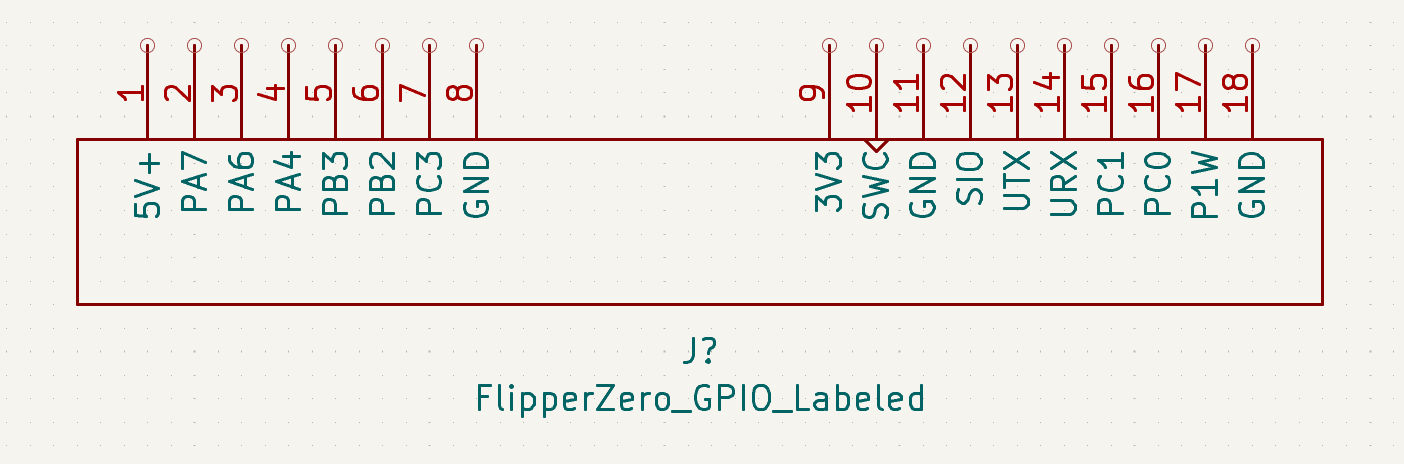 1 2 3 4 5 6 7 8 9 10 11 12 13 14 15 16 17 18
5V+ PA7 PA6 PA4 PB3 PB2 PC3 GND 3V3 SWC GND SIO UTX URX PC1 PC0 P1W GND
J?
FlipperZero_GPIO_Labeled